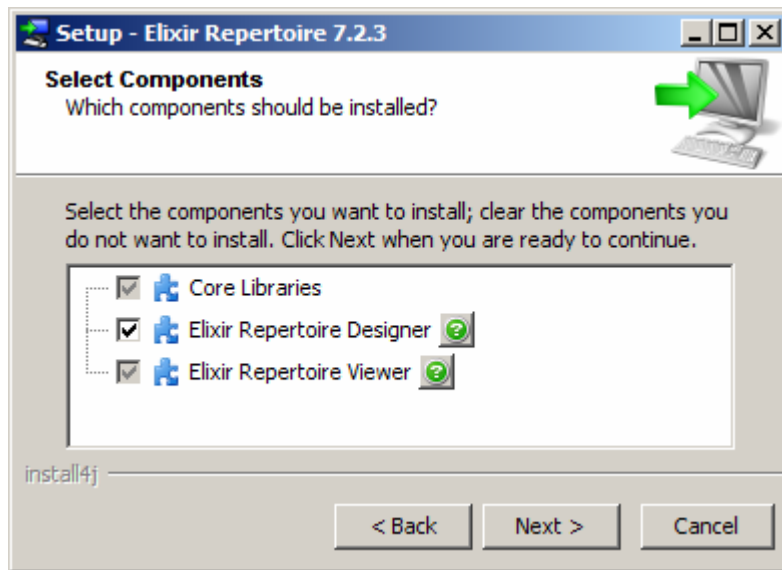 Setup - Elixir Repertoire 7.2.3
Select Components
Which components should be installed?
Select the components you want to install; clear the components you
do not want to install. Click Next when you are ready to continue.
Core Libraries
Elixir Repertoire Designer
Elixir Repertoire Viewer
install4j
< Back Next > Cancel